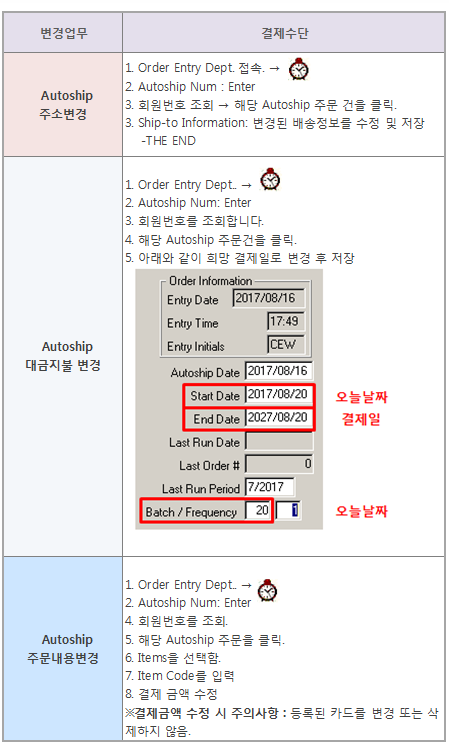 변경업무 결제수단
Autoship
주소변경
1. Order Entry Dept. 접속. →
2. Autoship Num : Enter
3. 회원번호 조회 → 해당 Autoship 주문 건을 클릭.
3. Ship-to Information: 변경된 배송정보를 수정 및 저장
-THE END
Autoship
대금지불 변경
1. Order Entry Dept.. →
2. Autoship Num: Enter
3. 회원번호를 조회합니다.
4. 해당 Autoship 주문건을 클릭.
5. 아래와 같이 희망 결제일로 변경 후 저장
Order Information
Entry Date 2017/08/16
Entry Time 17:49
Entry Initials CEW
Autoship Date 2017/08/16
Start Date 2017/08/20 오늘날짜
End Date 2027/08/20 결제일
Last Run Date
Last Order # 0
Last Run Period 7/2017
Batch / Frequency 20 1 오늘날짜
Autoship
주문내용변경
1. Order Entry Dept.. →
2. Autoship Num: Enter
4. 회원번호를 조회.
5. 해당 Autoship 주문을 클릭.
6. Items을 선택함.
7. Item Code를 입력
8. 결제 금액 수정
※결제금액 수정 시 주의사항 : 등록된 카드를 변경 또는 삭
제하지 않음.